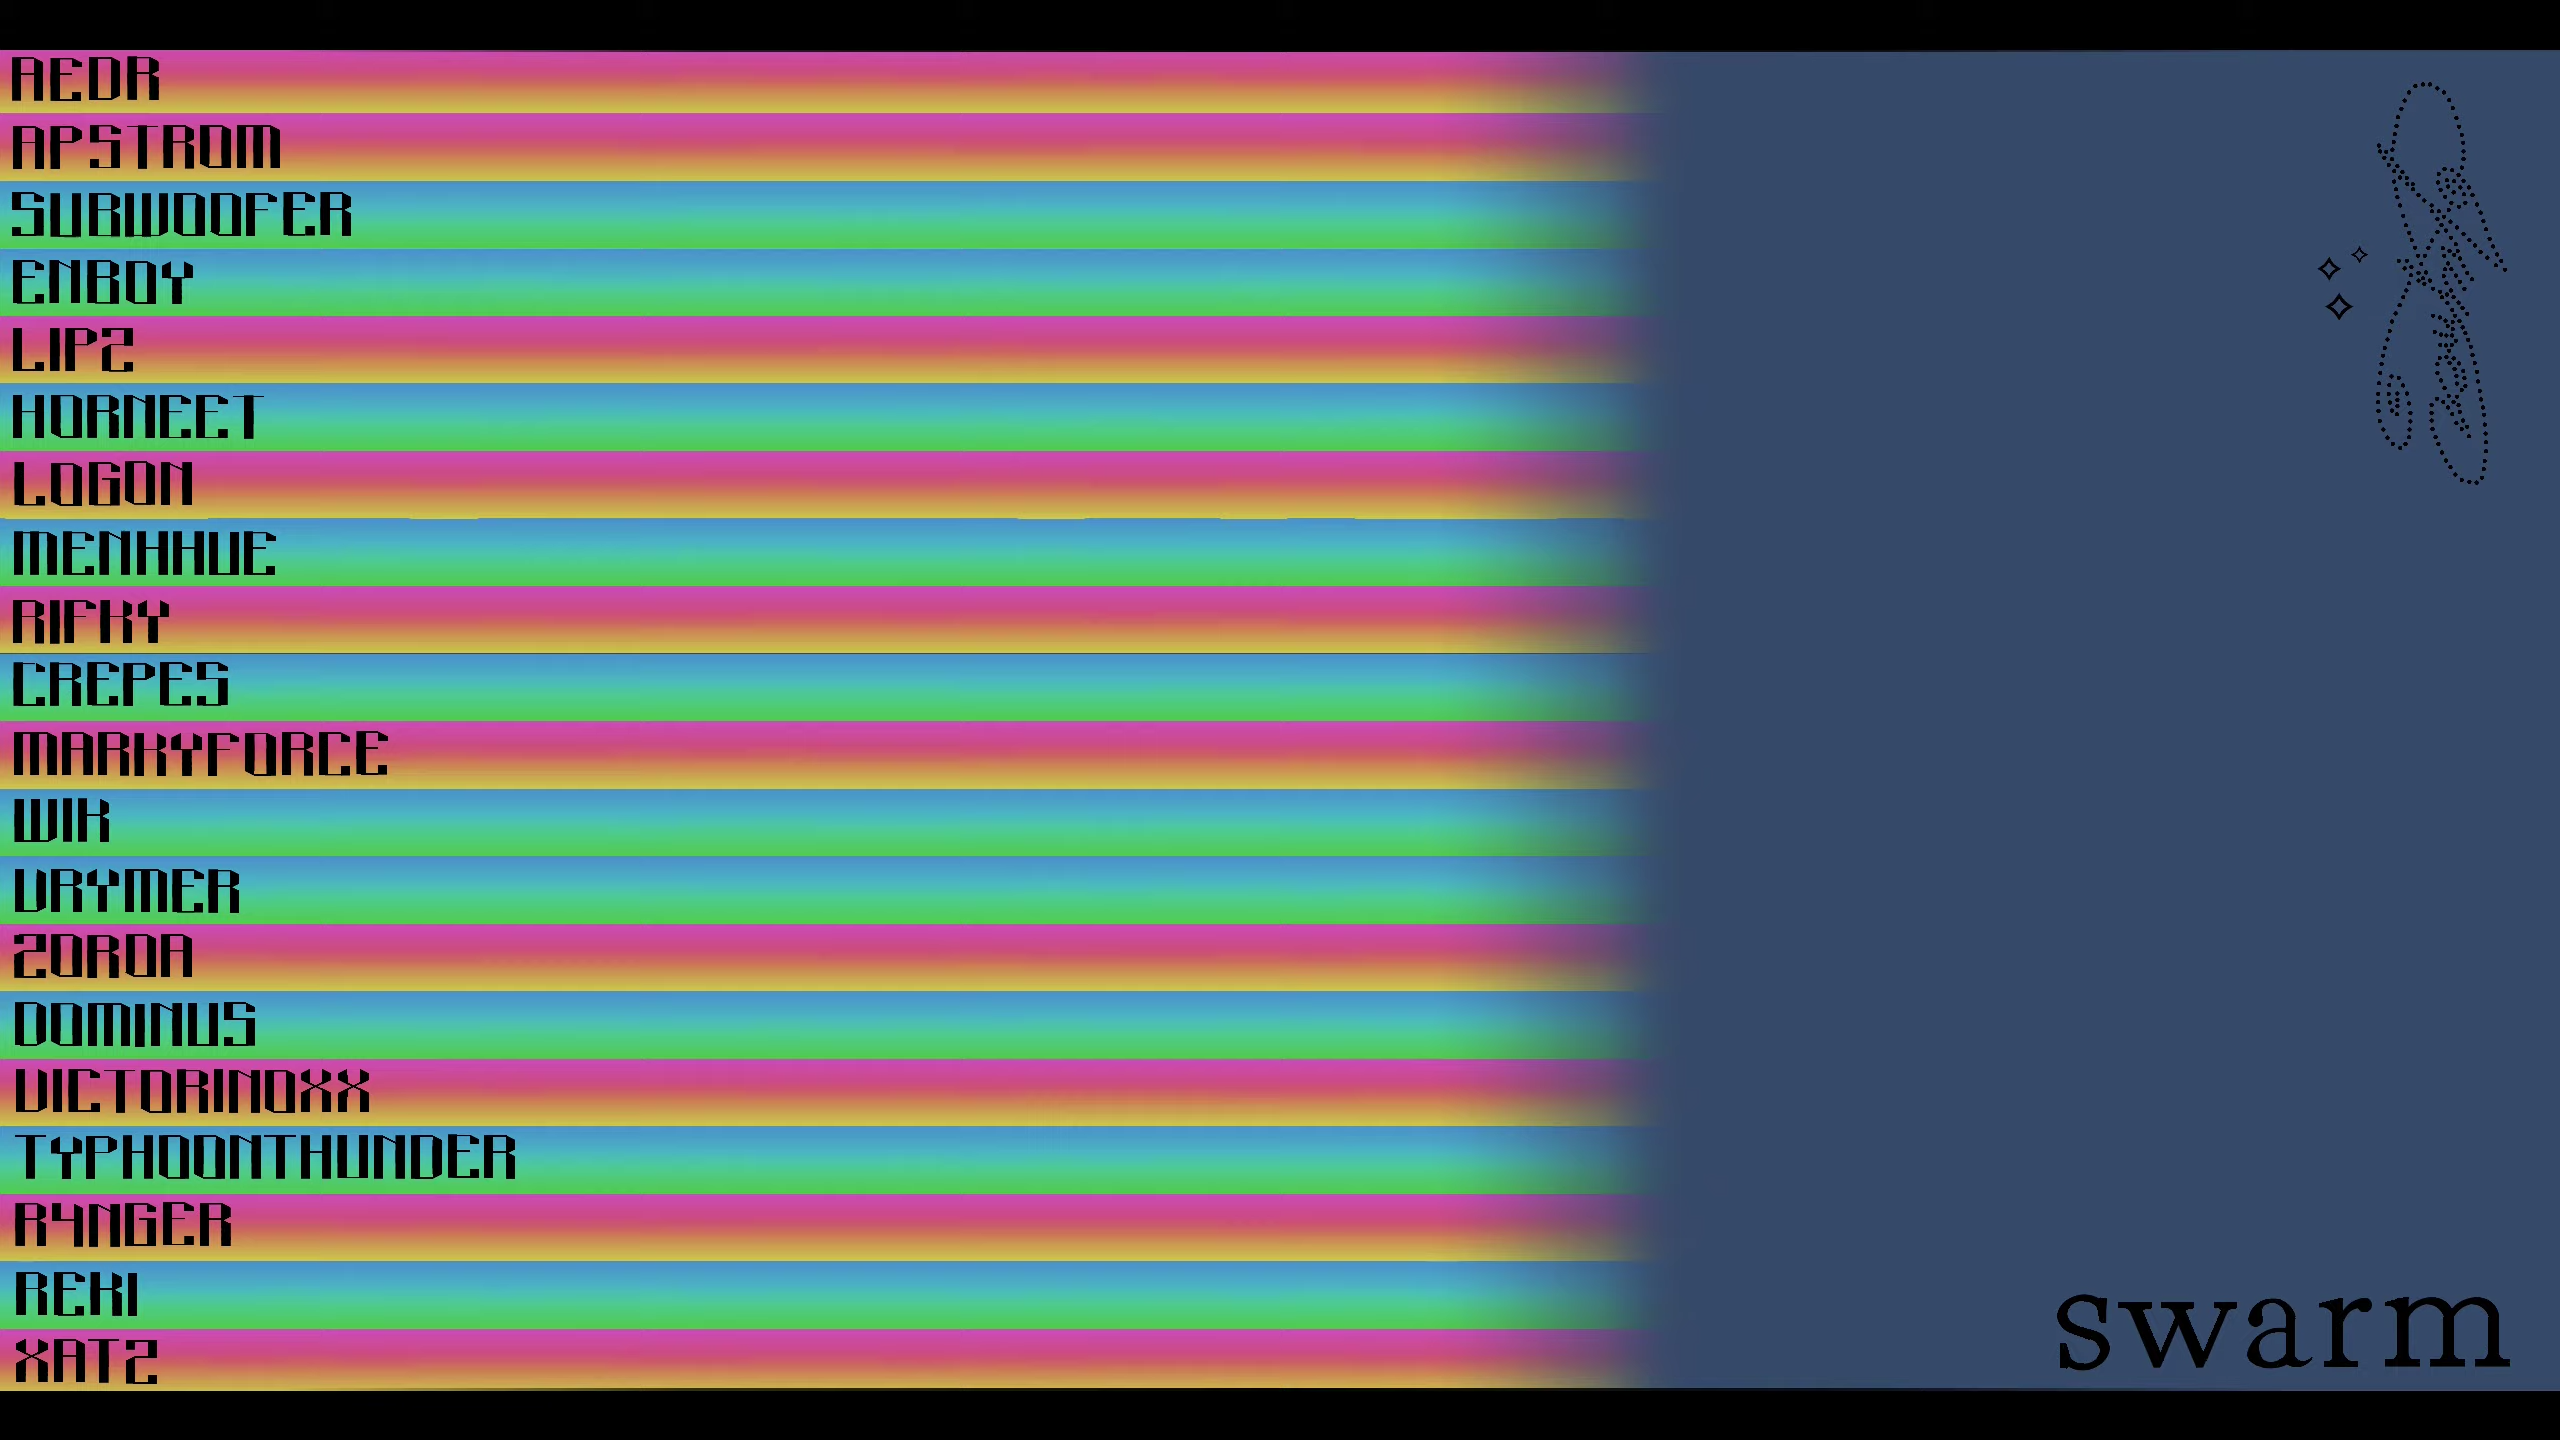 AEDR
APSTROM
SUBWOOFER
ENBOY
LIPZ
HORNEET
LOGON
MENHHUE
RIFKY
CREPES
MARKYFORCE
WIK
VRYMER
ZOROA
DOMINUS
VICTORINOXX
TYPHOONTHUNDER
R4NGER
REKI
XATZ
swarm